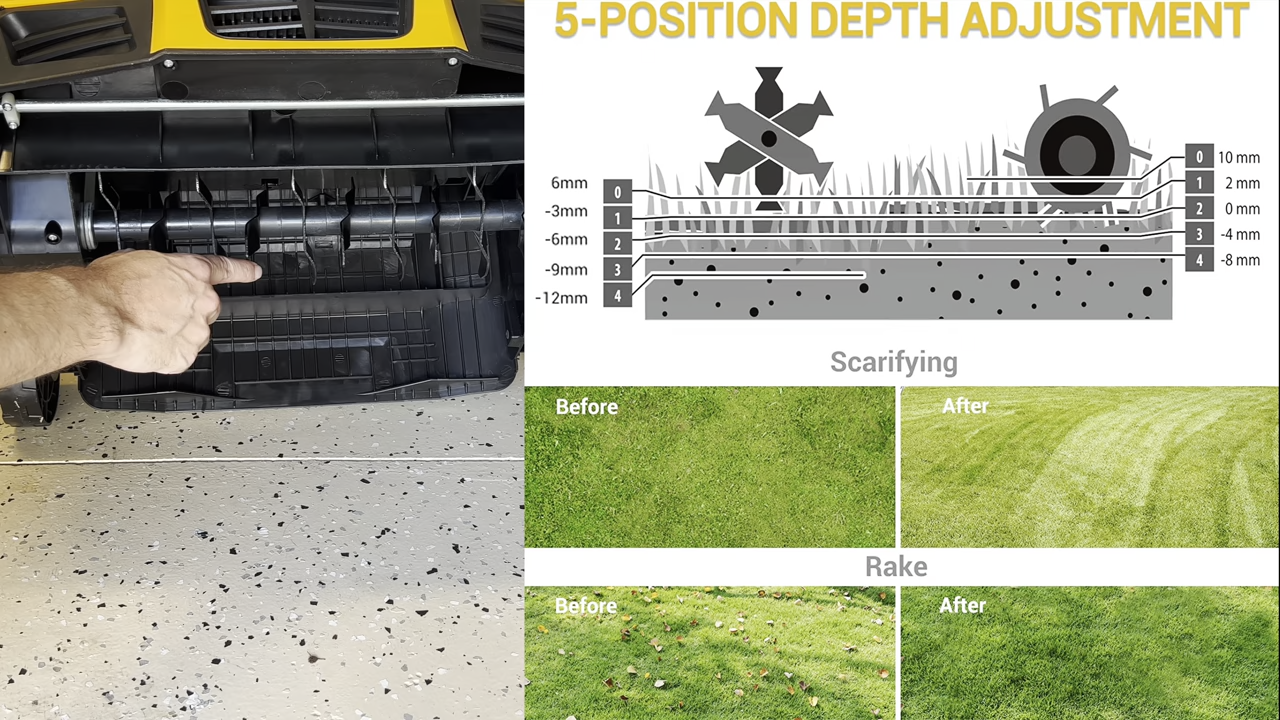 5-POSITION DEPTH ADJUSTMENT
6mm 0
-3mm 1
-6mm 2
-9mm 3
-12mm 4
0 10 mm
1 2 mm
2 0 mm
3 -4 mm
4 -8 mm
Scarifying
Before
After
Rake
Before
After